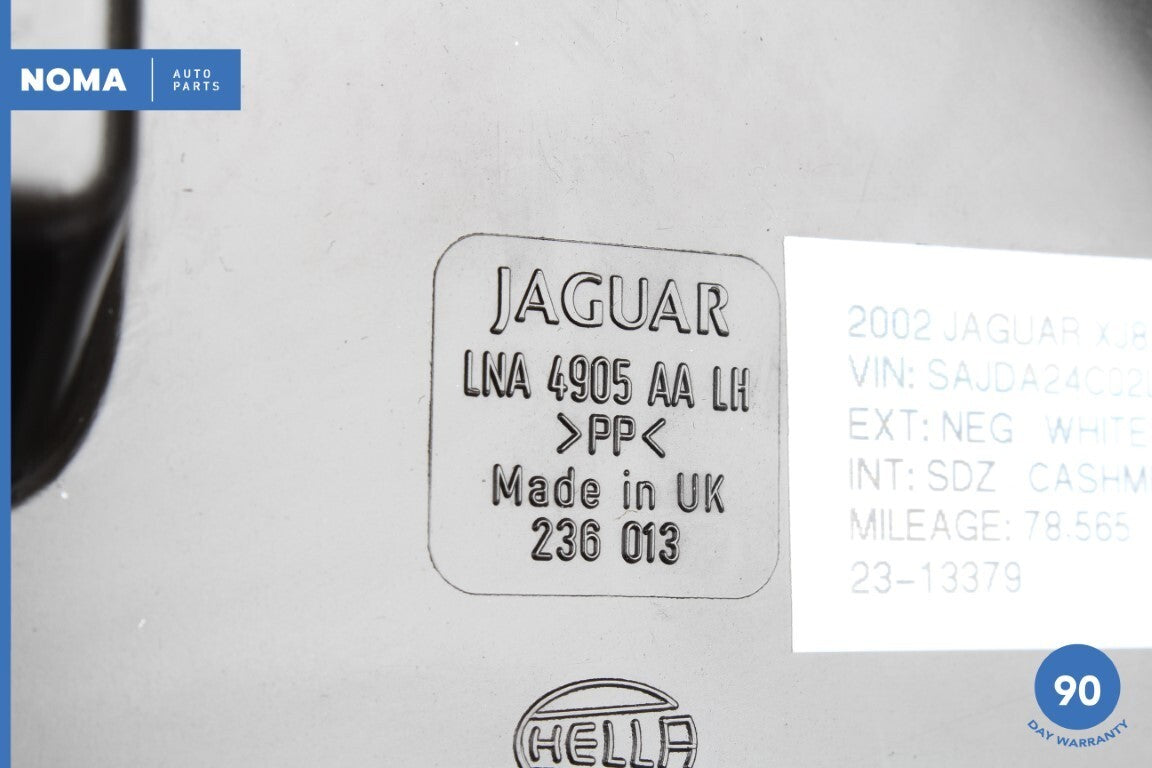 NOMA
AUTO
PARTS
JAGUAR
LNA 4905 AA LH
>PP<
Made in UK
236 013
HELLA
2002 JAGUAR XJ8
VIN: SAJDA24C02L
EXT: NEG WHITE
INT: SDZ CASHM
MILEAGE: 78,565
23-13379
90
DAY WARRANTY